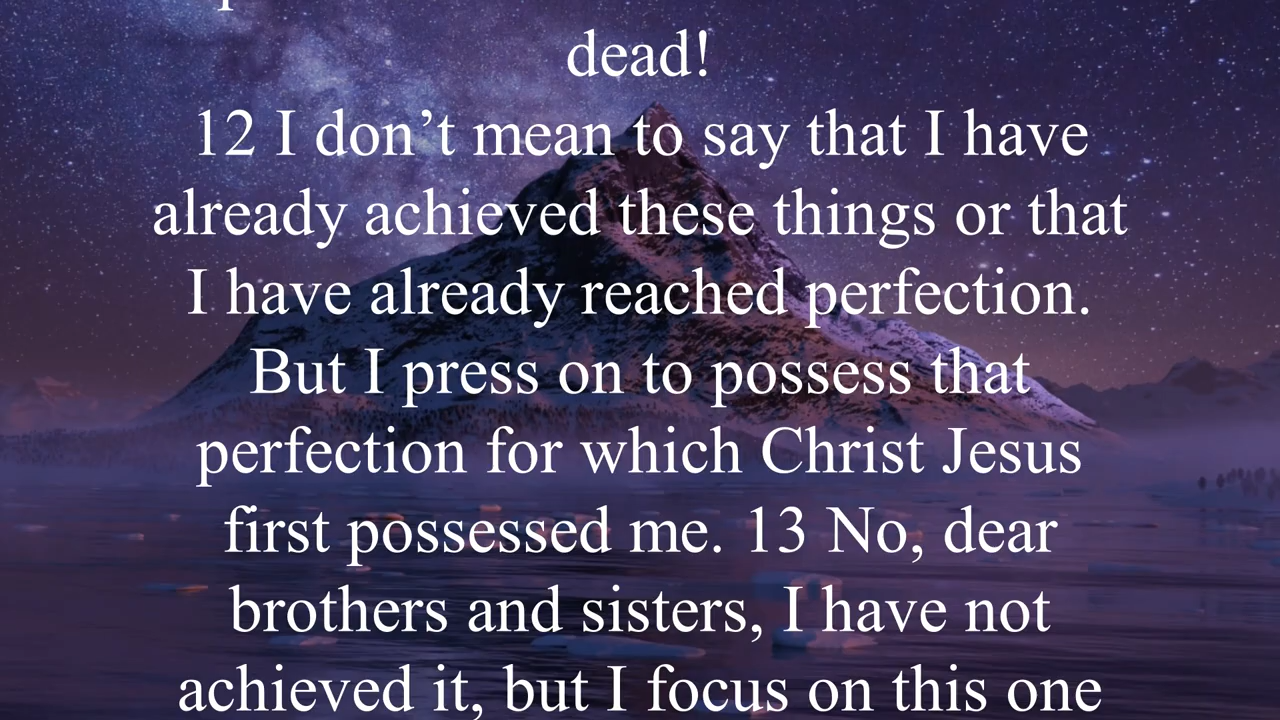 dead!
12 I don’t mean to say that I have
already achieved these things or that
I have already reached perfection.
But I press on to possess that
perfection for which Christ Jesus
first possessed me. 13 No, dear
brothers and sisters, I have not
achieved it, but I focus on this one